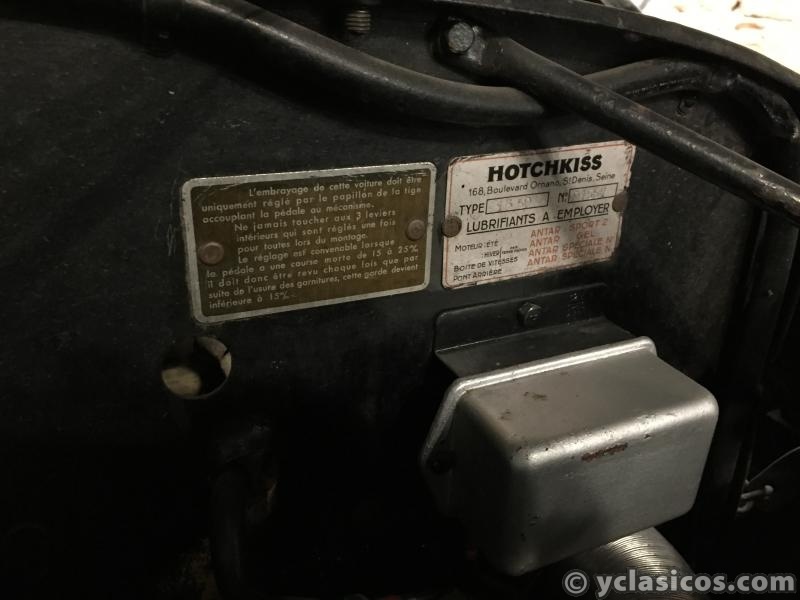 L'embrayage de cette voiture doit être
uniquement réglé par le papillon de la tige
accouplant la pédale au mécanisme.
Ne jamais toucher aux 3 leviers
intérieurs qui sont réglés une fois
pour toutes lors du montage.
Le réglage est convenable lorsque
la pédale a une course morte de 15 à 25%
il doit donc être revu chaque fois que par
suite de l'usure des garnitures, cette garde devient
inférieure à 15%.
HOTCHKISS
168, Boulevard Ornano, St Denis, Seine
TYPE N°
LUBRIFIANTS A EMPLOYER
MOTEUR ÉTÉ ANTAR SPORT 2
HIVER ANTAR GEL
BOITE DE VITESSES ANTAR SPÉCIALE N°
PONT ARRIÈRE ANTAR SPÉCIALE N°
© yclasicos.com